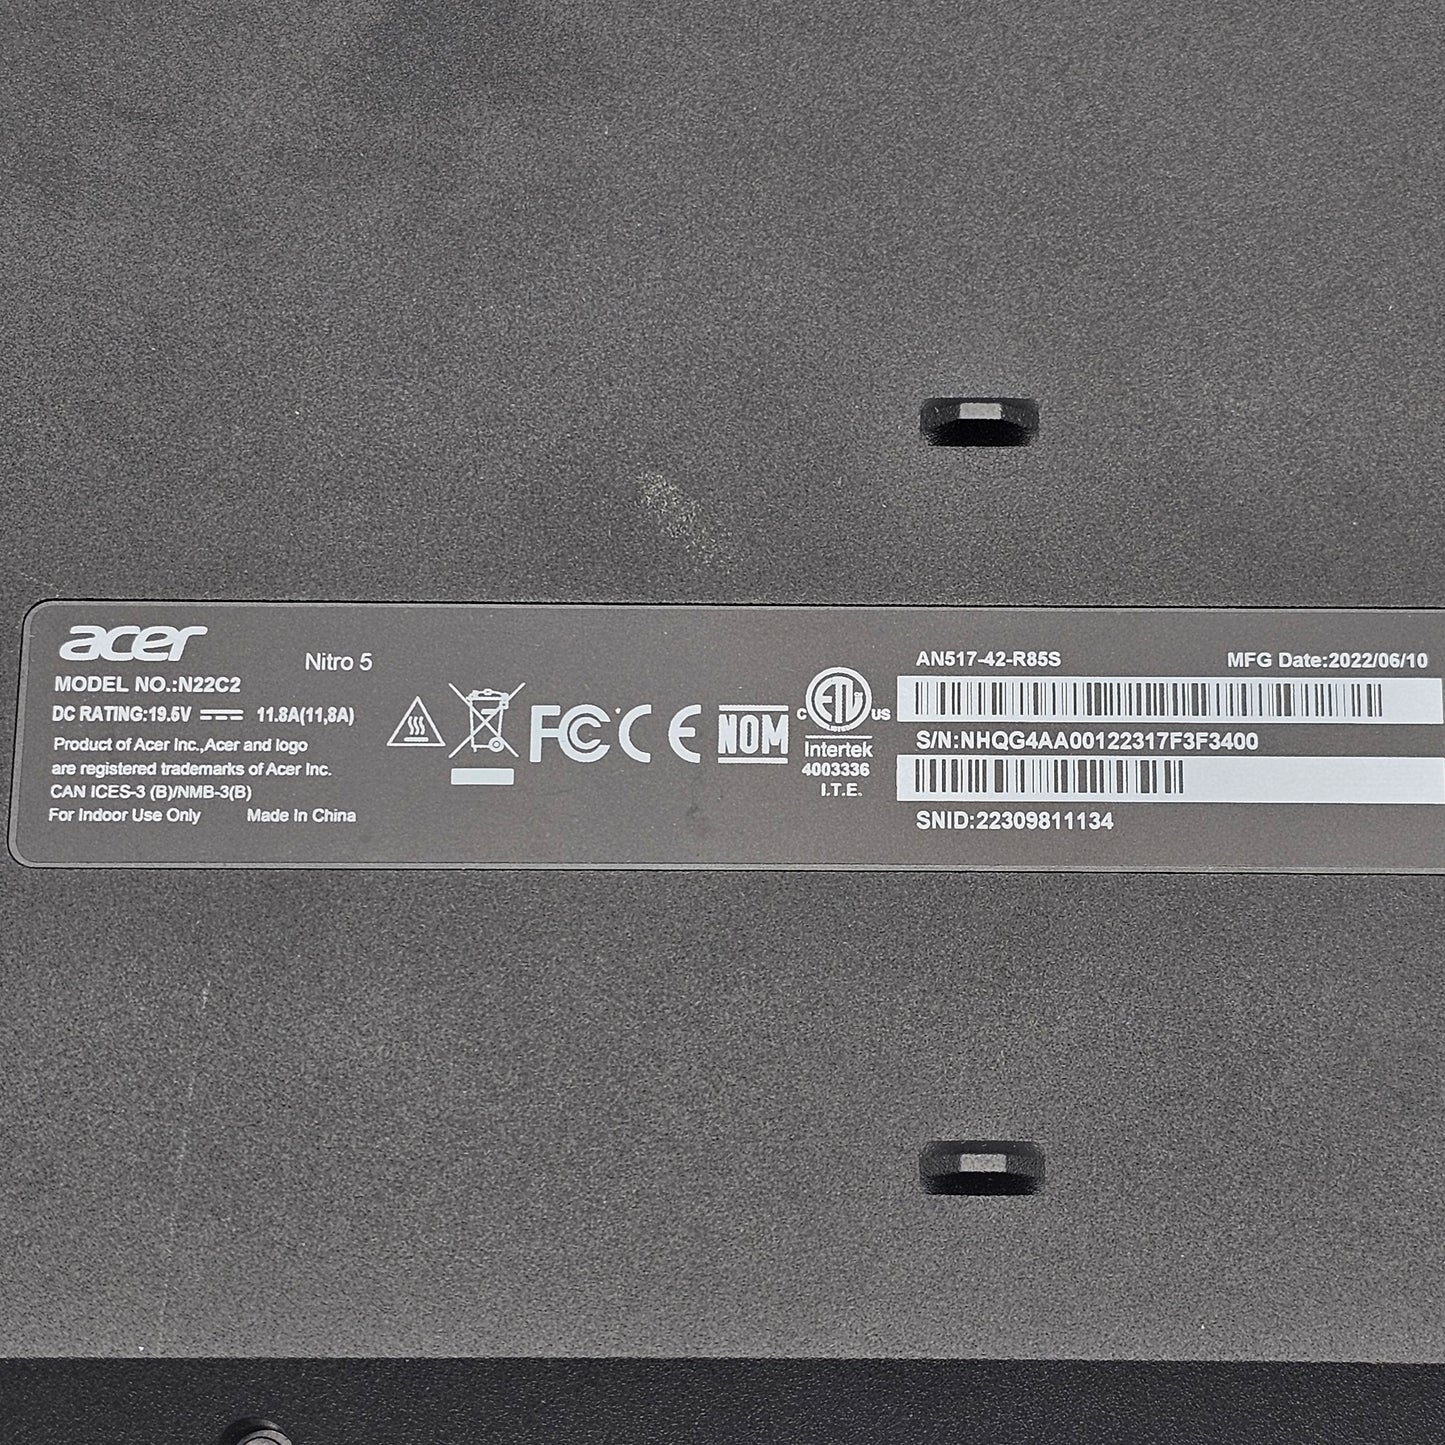 acer
Nitro 5
MODEL NO.:N22C2
DC RATING:19.5V 11.8A(11,8A)
Product of Acer Inc.,Acer and logo
are registered trademarks of Acer Inc.
CAN ICES-3 (B)/NMB-3(B)
For Indoor Use Only Made In China
FC CE
NOM
C ETL US
Intertek
4003336
I.T.E.
AN517-42-R85S MFG Date:2022/06/10
S/N:NHQG4AA00122317F3F3400
SNID:22309811134